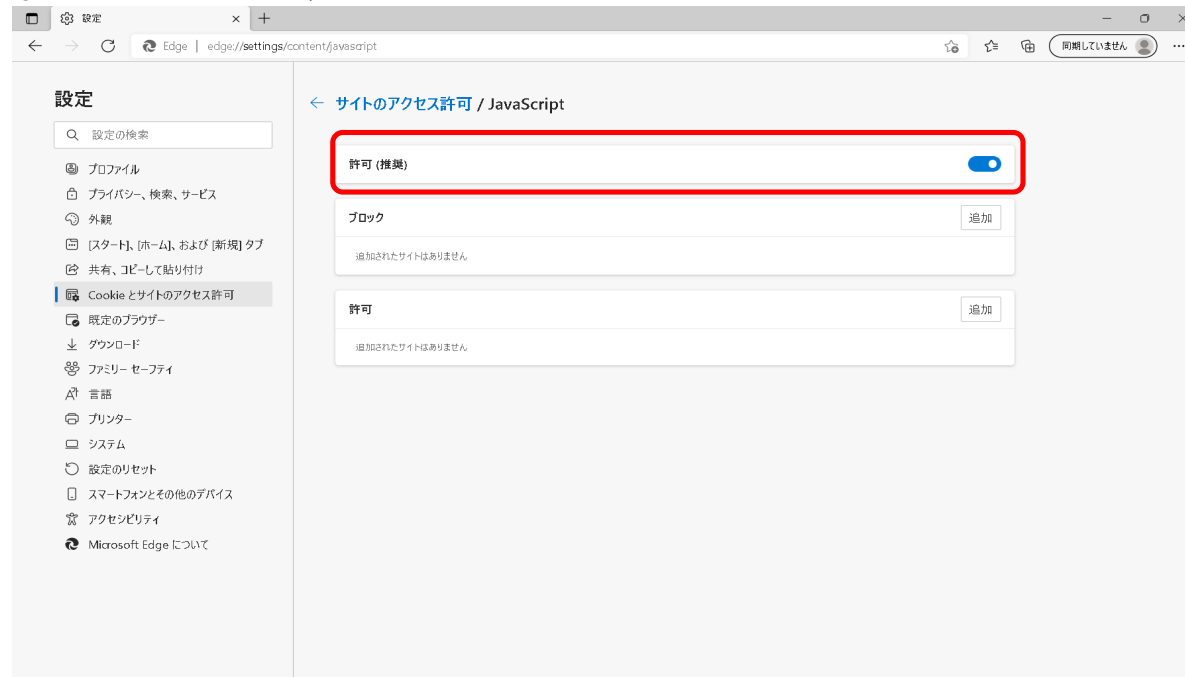 設定
Edge | edge://settings/content/javascript
同期していません
設定
設定の検索
プロファイル
プライバシー、検索、サービス
外観
[スタート]、[ホーム]、および [新規] タブ
共有、コピーして貼り付け
Cookie とサイトのアクセス許可
既定のブラウザー
ダウンロード
ファミリー セーフティ
言語
プリンター
システム
設定のリセット
スマートフォンとその他のデバイス
アクセシビリティ
Microsoft Edge について
サイトのアクセス許可 / JavaScript
許可 (推奨)
ブロック
追加
追加されたサイトはありません
許可
追加
追加されたサイトはありません